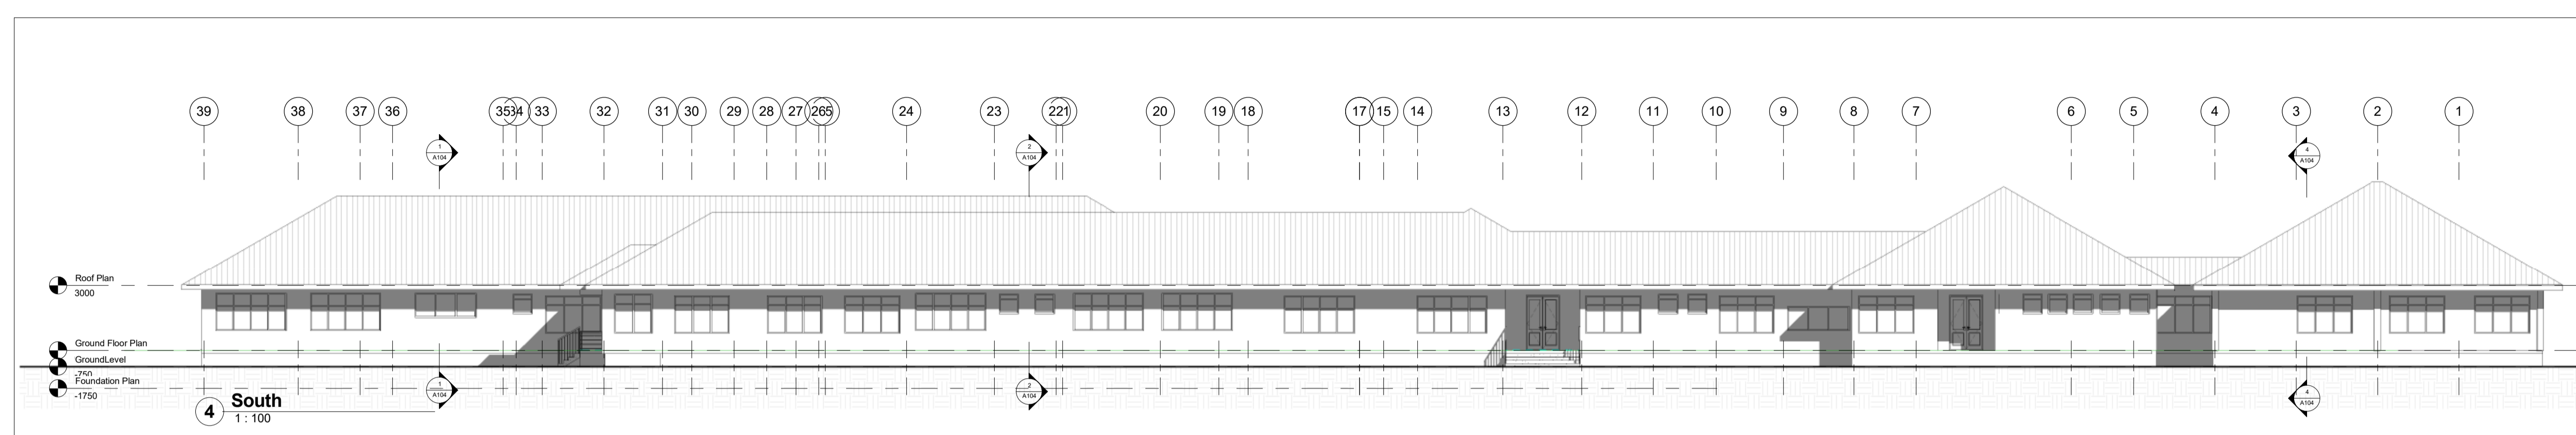 39 38 37 36 35 34 33 32 31 30 29 28 27 26 25 24 23 22 21 20 19 18 17 15 14 13 12 11 10 9 8 7 6 5 4 3 2 1
1
A104
2
A104
4
A104
Roof Plan
3000
Ground Floor Plan
GroundLevel
-750
Foundation Plan
-1750
1
A104
2
A104
4
A104
4 South
1 : 100